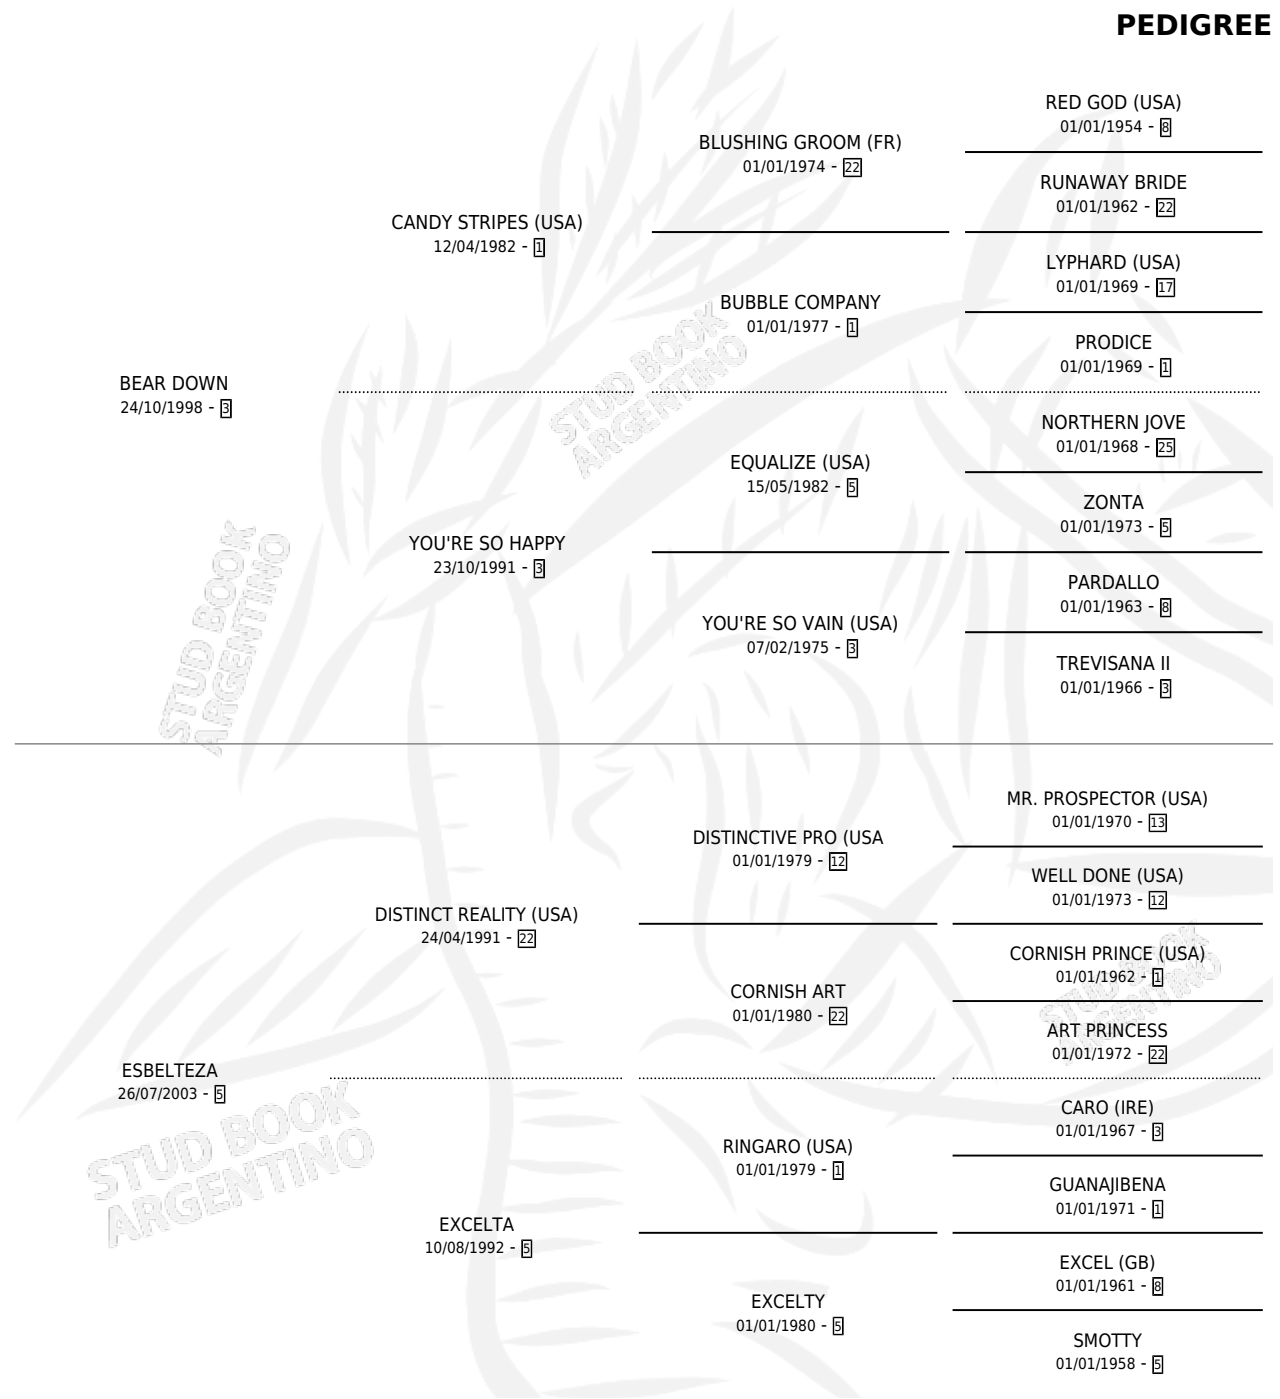 PEDIGREE
RED GOD (USA)
01/01/1954 - 8
BLUSHING GROOM (FR)
01/01/1974 - 22
RUNAWAY BRIDE
01/01/1962 - 22
CANDY STRIPES (USA)
12/04/1982 - 1
LYPHARD (USA)
01/01/1969 - 17
BUBBLE COMPANY
01/01/1977 - 1
PRODICE
01/01/1969 - 1
BEAR DOWN
24/10/1998 - 3
NORTHERN JOVE
01/01/1968 - 25
EQUALIZE (USA)
15/05/1982 - 5
ZONTA
01/01/1973 - 5
YOU'RE SO HAPPY
23/10/1991 - 3
PARDALLO
01/01/1963 - 8
YOU'RE SO VAIN (USA)
07/02/1975 - 3
TREVISANA II
01/01/1966 - 3
MR. PROSPECTOR (USA)
01/01/1970 - 13
DISTINCTIVE PRO (USA
01/01/1979 - 12
WELL DONE (USA)
01/01/1973 - 12
DISTINCT REALITY (USA)
24/04/1991 - 22
CORNISH PRINCE (USA)
01/01/1962 - 1
CORNISH ART
01/01/1980 - 22
ART PRINCESS
01/01/1972 - 22
ESBELTEZA
26/07/2003 - 5
CARO (IRE)
01/01/1967 - 3
RINGARO (USA)
01/01/1979 - 1
GUANAJIBENA
01/01/1971 - 1
EXCELTA
10/08/1992 - 5
EXCEL (GB)
01/01/1961 - 8
EXCELTY
01/01/1980 - 5
SMOTTY
01/01/1958 - 5
STUD BOOK
ARGENTINO
STUD BOOK
ARGENTINO
STUD BOOK
ARGENTINO
STUD BOOK
ARGENTINO